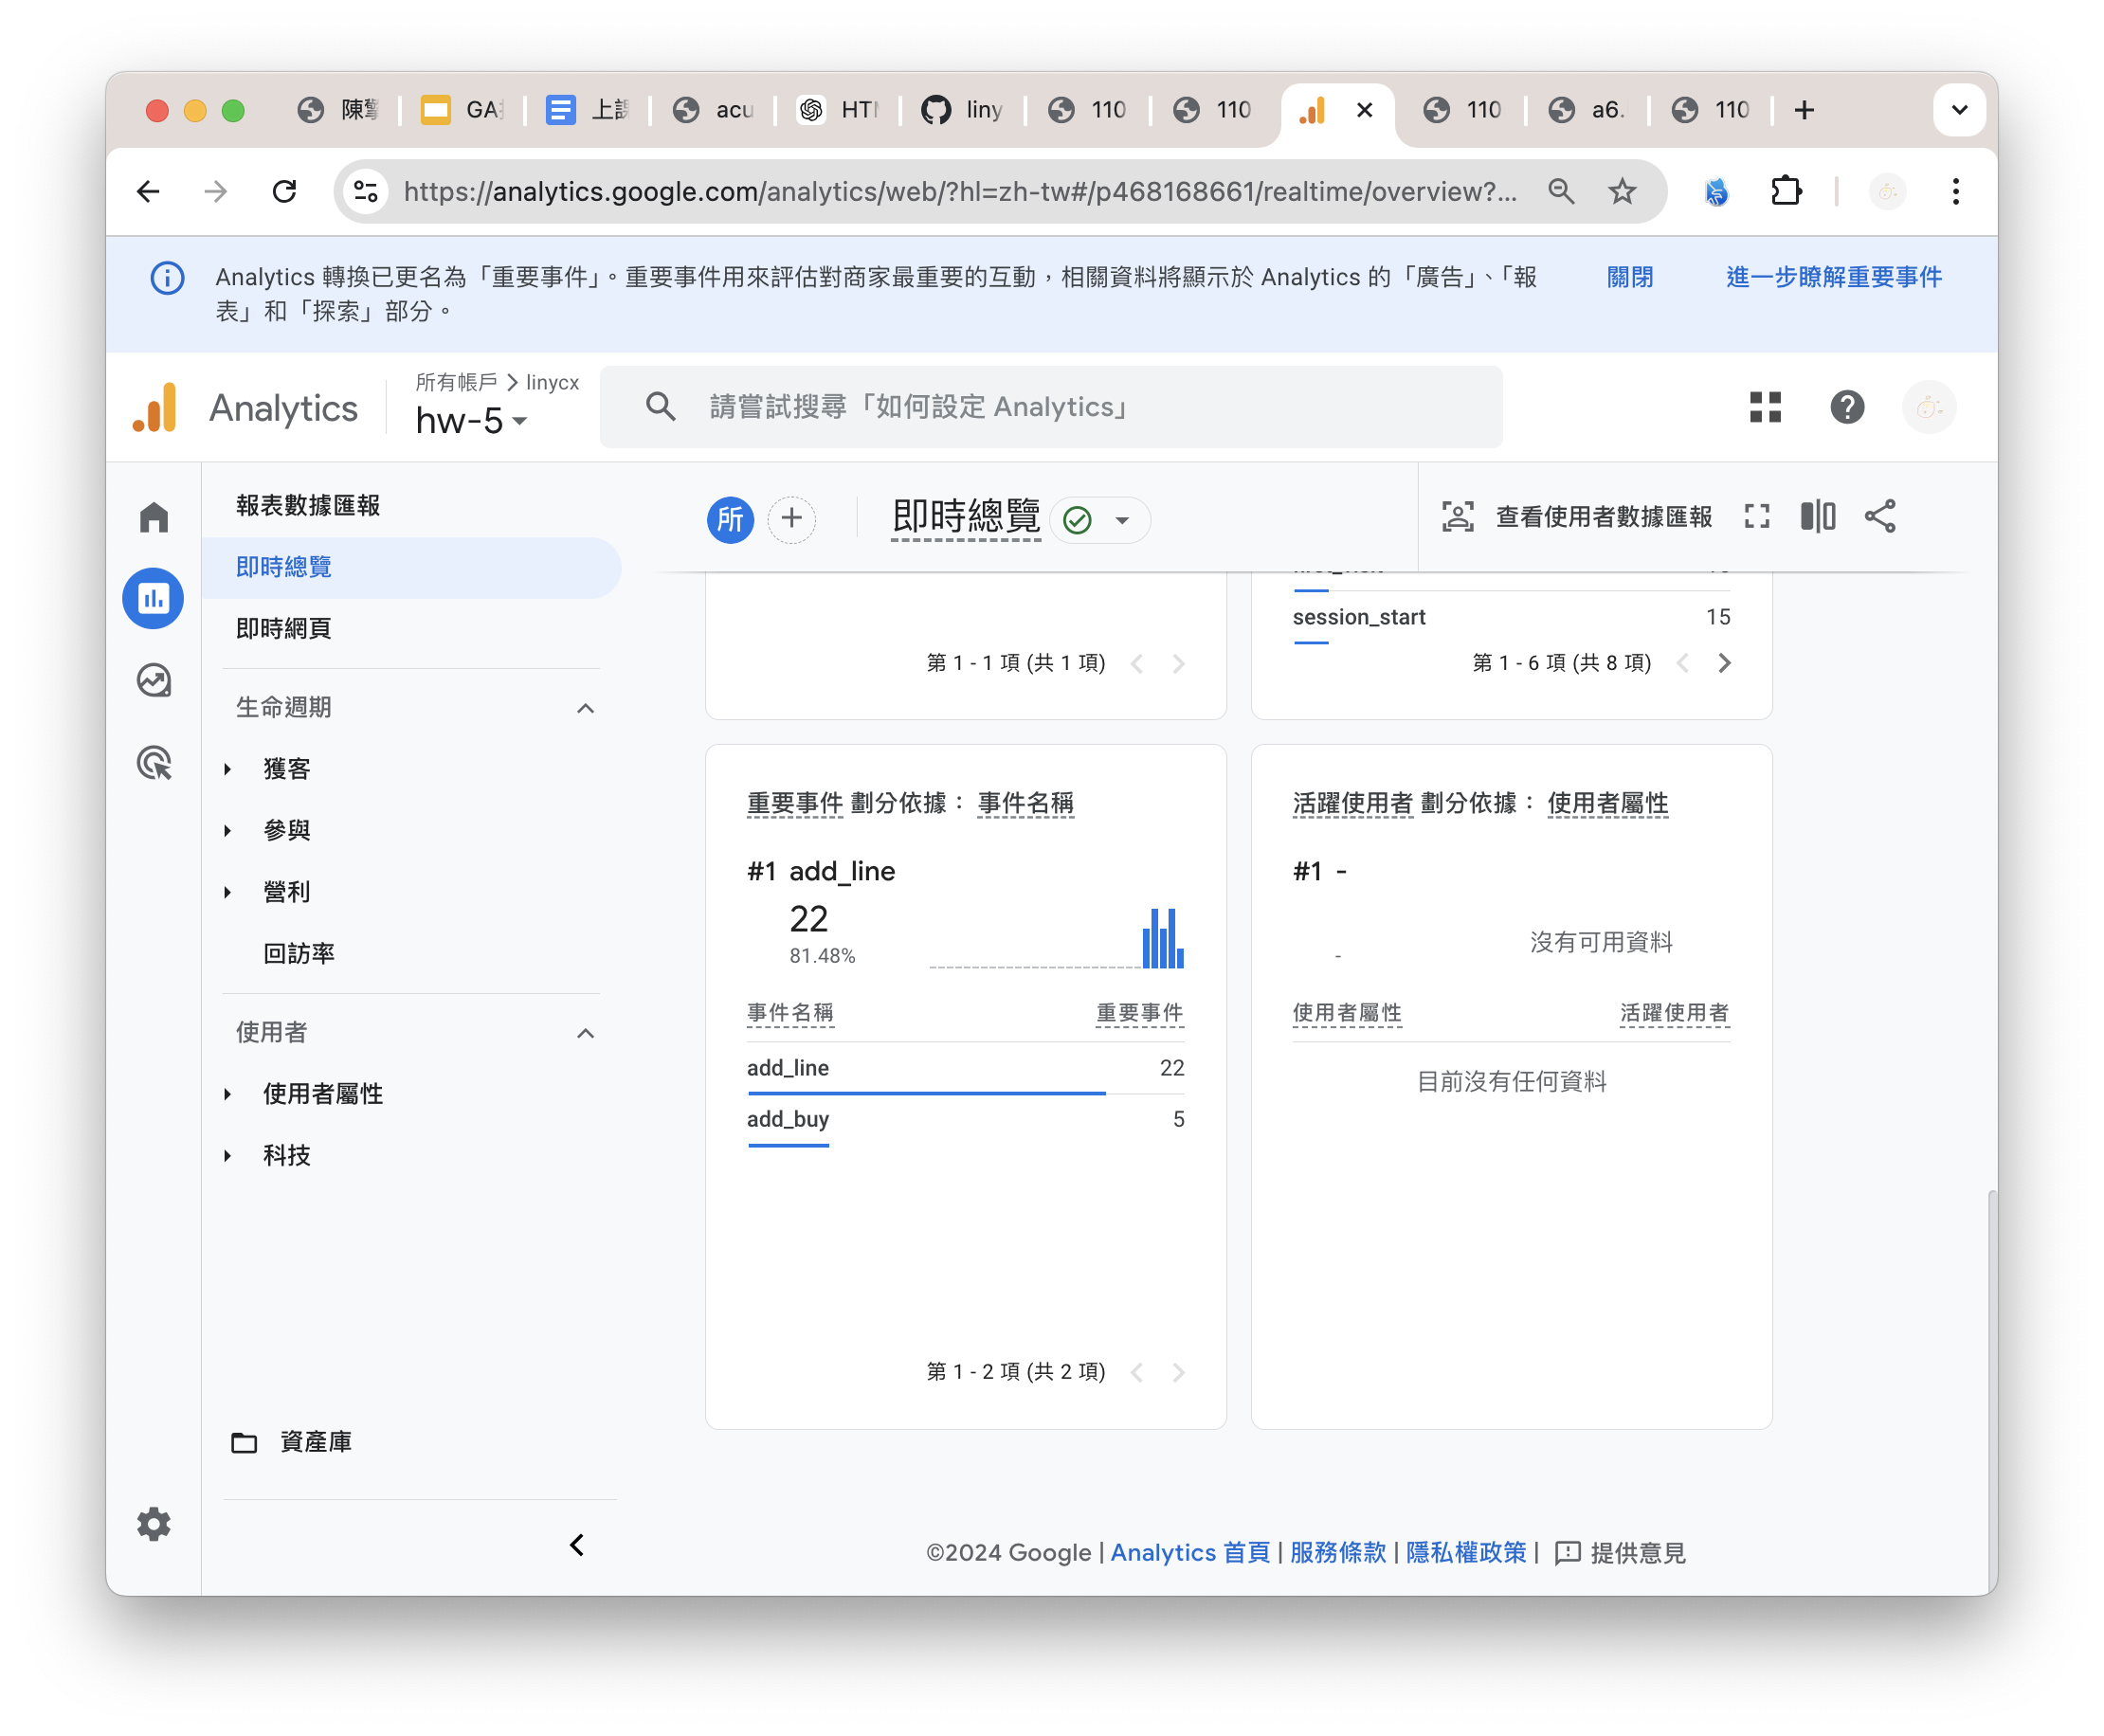 陳擎
GA
上課
acu
HTM
liny
110
110
110
a6.
110
https://analytics.google.com/analytics/web/?hl=zh-tw#/p468168661/realtime/overview?...
Analytics 轉換已更名為「重要事件」。重要事件用來評估對商家最重要的互動，相關資料將顯示於 Analytics 的「廣告」、「報
表」和「探索」部分。
關閉
進一步瞭解重要事件
Analytics
所有帳戶 > linycx
hw-5
請嘗試搜尋「如何設定 Analytics」
報表數據匯報
即時總覽
即時網頁
生命週期
獲客
參與
營利
回訪率
使用者
使用者屬性
科技
資產庫
所
即時總覽
查看使用者數據匯報
第 1 - 1 項 (共 1 項)
session_start 15
第 1 - 6 項 (共 8 項)
重要事件 劃分依據： 事件名稱
#1 add_line
22
81.48%
事件名稱 重要事件
add_line 22
add_buy 5
第 1 - 2 項 (共 2 項)
活躍使用者 劃分依據： 使用者屬性
#1 -
-
沒有可用資料
使用者屬性 活躍使用者
目前沒有任何資料
©2024 Google | Analytics 首頁 | 服務條款 | 隱私權政策 | 提供意見